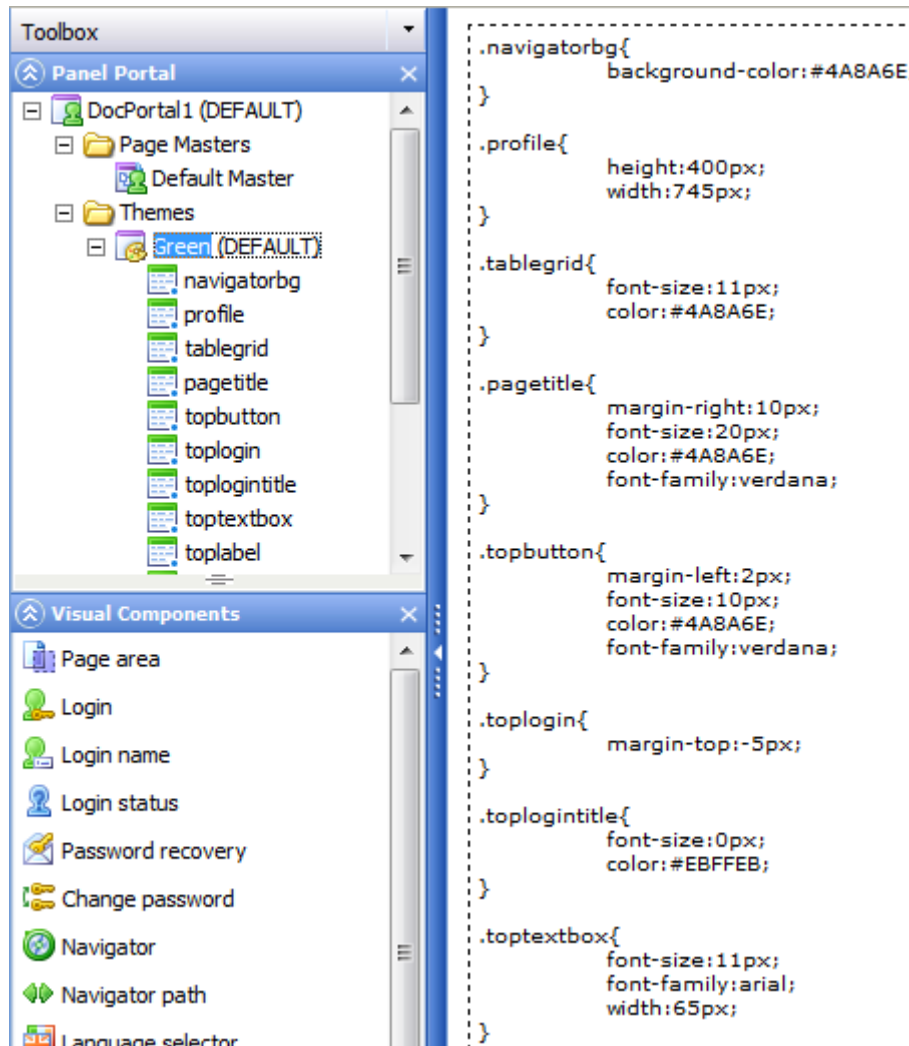 Toolbox
Panel Portal
DocPortal1 (DEFAULT)
Page Masters
Default Master
Themes
Green (DEFAULT)
navigatorbg
profile
tablegrid
pagetitle
topbutton
toplogin
toplogintitle
toptextbox
toplabel
Visual Components
Page area
Login
Login name
Login status
Password recovery
Change password
Navigator
Navigator path
Language selector
.navigatorbg{
background-color:#4A8A6E
}
.profile{
height:400px;
width:745px;
}
.tablegrid{
font-size:11px;
color:#4A8A6E;
}
.pagetitle{
margin-right:10px;
font-size:20px;
color:#4A8A6E;
font-family:verdana;
}
.topbutton{
margin-left:2px;
font-size:10px;
color:#4A8A6E;
font-family:verdana;
}
.toplogin{
margin-top:-5px;
}
.toplogintitle{
font-size:0px;
color:#EBFFEB;
}
.toptextbox{
font-size:11px;
font-family:arial;
width:65px;
}